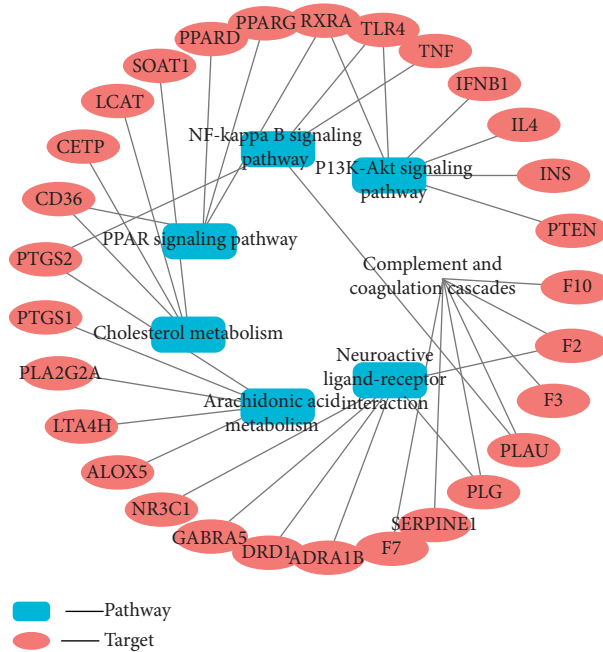 PPARG
RXRA
PPARD
TLR4
TNF
SOAT1
IFNB1
LCAT
IL4
CETP
NF-kappa B signaling
pathway
P13K-Akt signaling
pathway
INS
CD36
PTEN
PPAR signaling pathway
PTGS2
Complement and
coagulation cascades
F10
PTGS1
Cholesterol metabolism
F2
Neuroactive
ligand-receptor
interaction
PLA2G2A
Arachidonic acid
metabolism
F3
LTA4H
PLAU
ALOX5
PLG
NR3C1
SERPINE1
GABRA5
DRD1
ADRA1B
F7
Pathway
Target